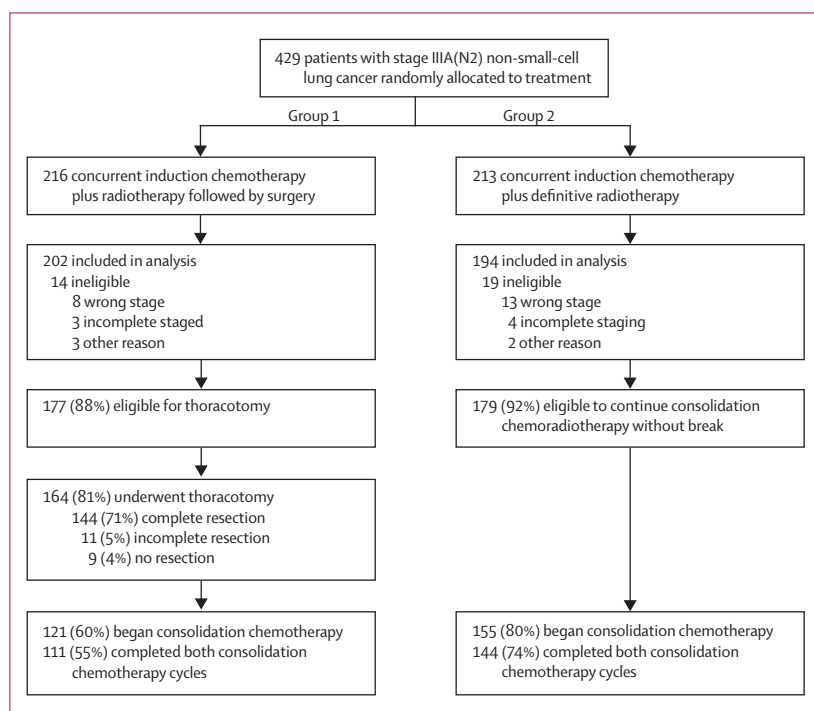 429 patients with stage IIIA(N2) non-small-cell
lung cancer randomly allocated to treatment
Group 1
Group 2
216 concurrent induction chemotherapy
plus radiotherapy followed by surgery
213 concurrent induction chemotherapy
plus definitive radiotherapy
202 included in analysis
14 ineligible
8 wrong stage
3 incomplete staged
3 other reason
194 included in analysis
19 ineligible
13 wrong stage
4 incomplete staging
2 other reason
177 (88%) eligible for thoracotomy
179 (92%) eligible to continue consolidation
chemoradiotherapy without break
164 (81%) underwent thoracotomy
144 (71%) complete resection
11 (5%) incomplete resection
9 (4%) no resection
121 (60%) began consolidation chemotherapy
111 (55%) completed both consolidation
chemotherapy cycles
155 (80%) began consolidation chemotherapy
144 (74%) completed both consolidation
chemotherapy cycles